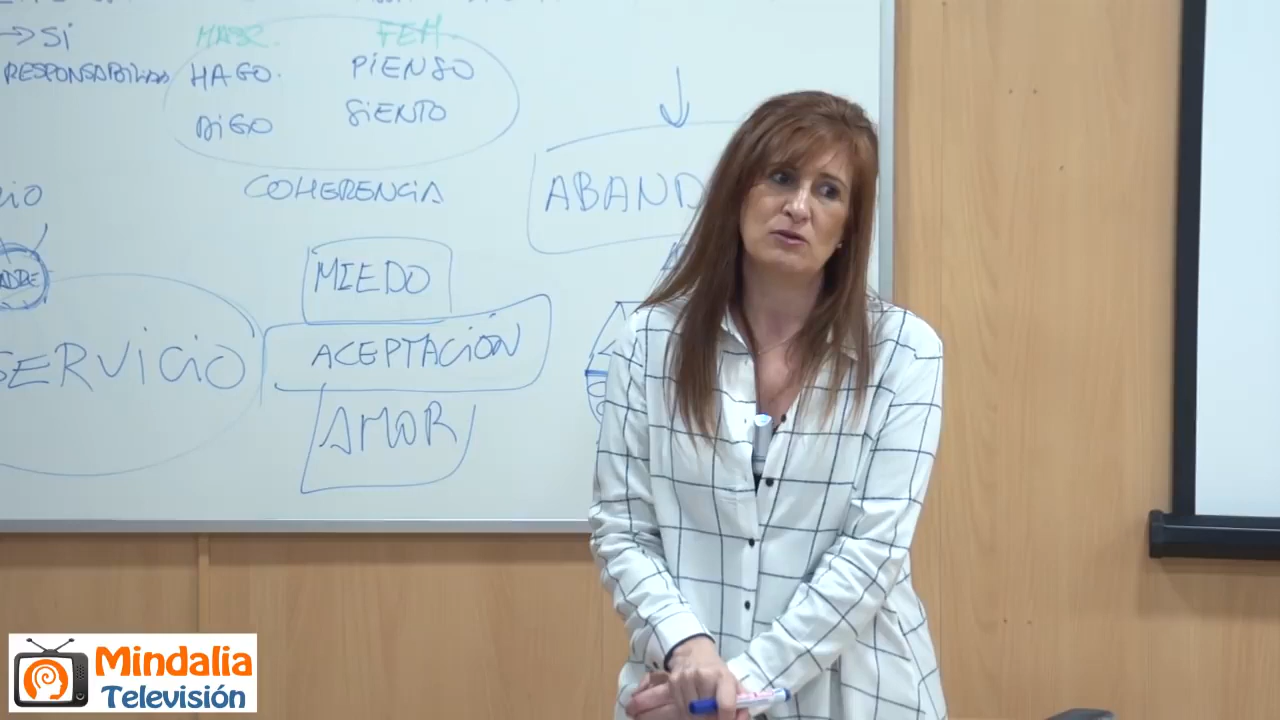 → SI
MASC. FEM.
RESPONSABILIDAD HAGO. PIENSO
DIGO SIENTO
COHERENCIA
ABAND
MIEDO
SERVICIO
ACEPTACIÓN
AMOR
Mindalia
Televisión